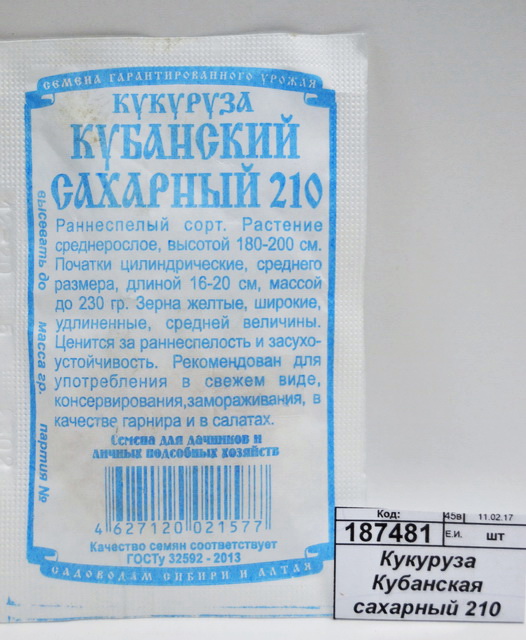 СЕМЕНА ГАРАНТИРОВАННОГО УРОЖАЯ
КУКУРУЗА
КУБАНСКИЙ
САХАРНЫЙ 210
Раннеспелый сорт. Растение
среднерослое, высотой 180-200 см.
Початки цилиндрические, среднего
размера, длиной 16-20 см, массой
до 230 гр. Зерна желтые, широкие,
удлиненные, средней величины.
Ценится за раннеспелость и засухо-
устойчивость. Рекомендован для
употребления в свежем виде,
консервирования,замораживания, в
качестве гарнира и в салатах.
Семена для дачников и
личных подсобных хозяйств
4 627120 021577
Качество семян соответствует
ГОСТу 32592 - 2013
САДОВОДАМ СИБИРИ И АЛТАЯ
высевать до масса гр. партия №
Код: 45в 11.02.17
187481 Е.И. шт
Кукуруза
Кубанская
сахарный 210